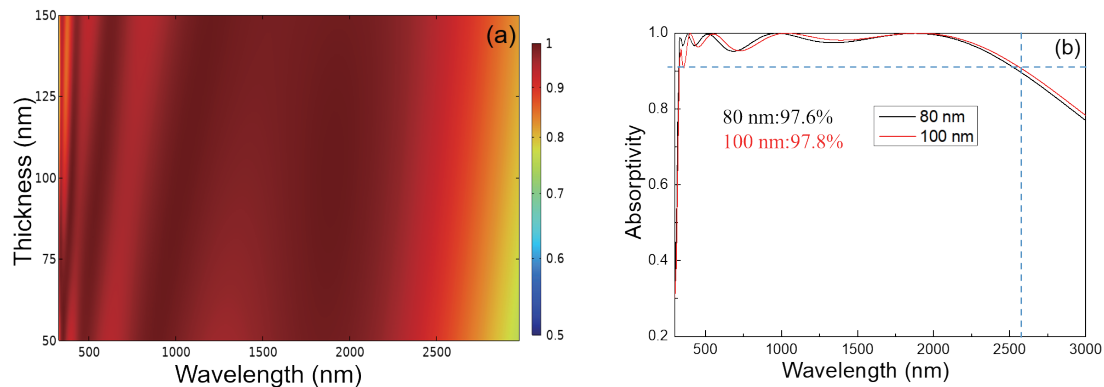 (a)
150
125
100
75
50
Thickness (nm)
500
1000
1500
2000
2500
Wavelength (nm)
1
0.9
0.8
0.7
0.6
0.5
(b)
1.0
0.8
0.6
0.4
0.2
Absorptivity
80 nm:97.6%
100 nm:97.8%
80 nm
100 nm
500
1000
1500
2000
2500
3000
Wavelength (nm)